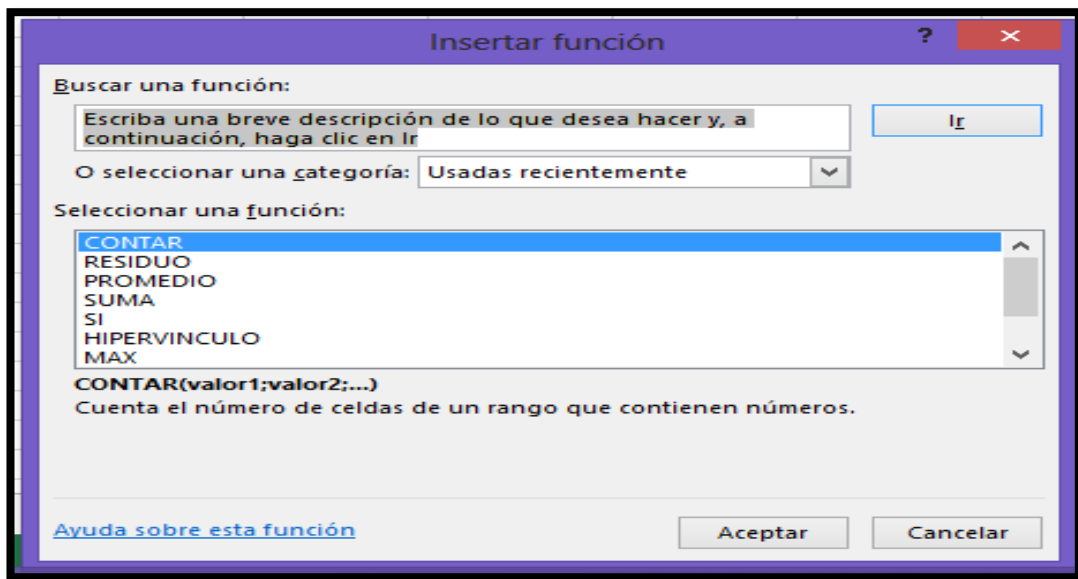 Insertar función
? ×
Buscar una función:
Escriba una breve descripción de lo que desea hacer y, a
continuación, haga clic en Ir
Ir
O seleccionar una categoría: Usadas recientemente
Seleccionar una función:
CONTAR
RESIDUO
PROMEDIO
SUMA
SI
HIPERVINCULO
MAX
CONTAR(valor1;valor2;...)
Cuenta el número de celdas de un rango que contienen números.
Ayuda sobre esta función
Aceptar
Cancelar